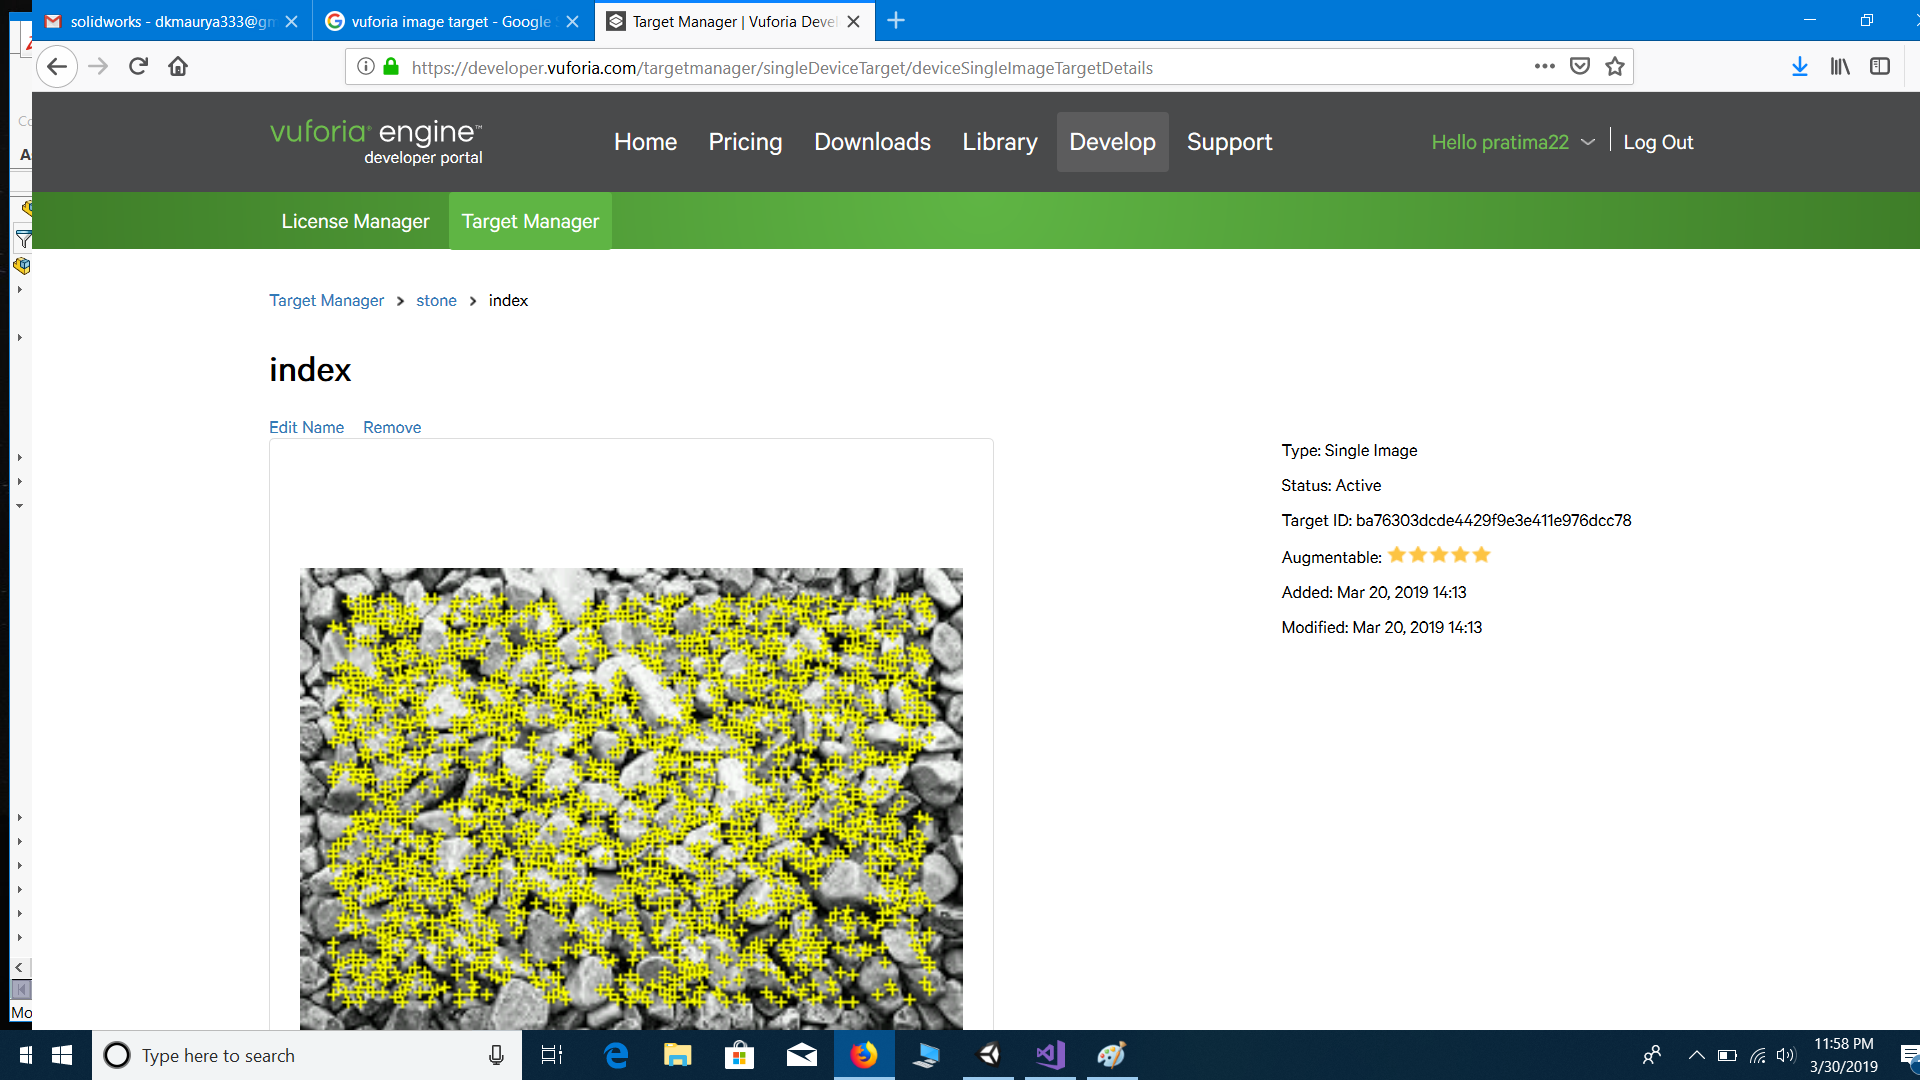 solidworks - dkmaurya333@gm
vuforia image target - Google S
Target Manager | Vuforia Devel
https://developer.vuforia.com/targetmanager/singleDeviceTarget/deviceSingleImageTargetDetails
vuforia engine™
developer portal
Home Pricing Downloads Library Develop Support
Hello pratima22
Log Out
License Manager Target Manager
Target Manager > stone > index
index
Edit Name Remove
Type: Single Image
Status: Active
Target ID: ba76303dcde4429f9e3e411e976dcc78
Augmentable:
Added: Mar 20, 2019 14:13
Modified: Mar 20, 2019 14:13
Mo
Type here to search
11:58 PM
3/30/2019